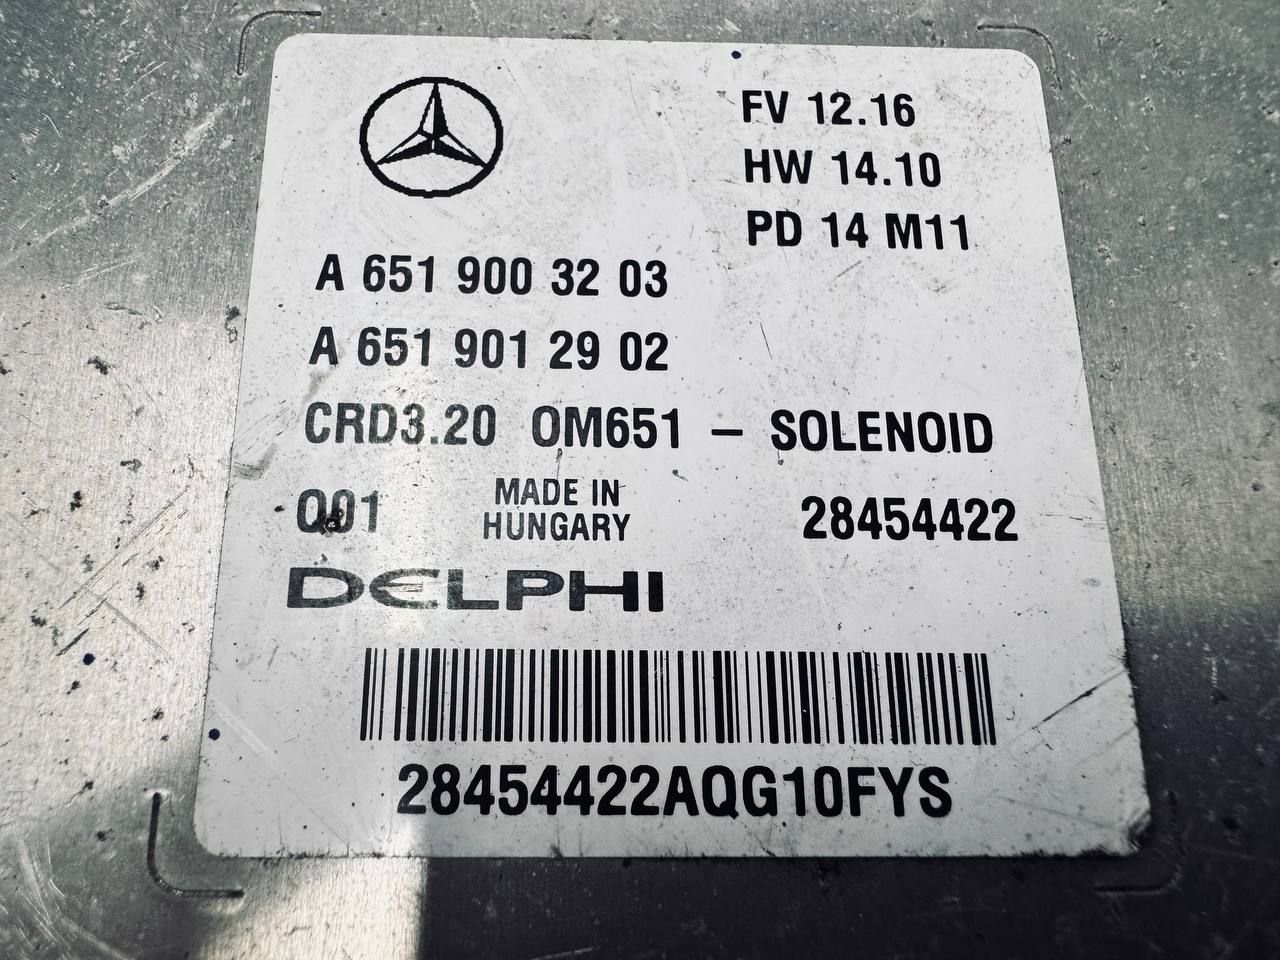 FV 12.16
HW 14.10
PD 14 M11
A 651 900 32 03
A 651 901 29 02
CRD3.20 OM651 – SOLENOID
Q01
MADE IN
HUNGARY
28454422
DELPHI
28454422AQG10FYS